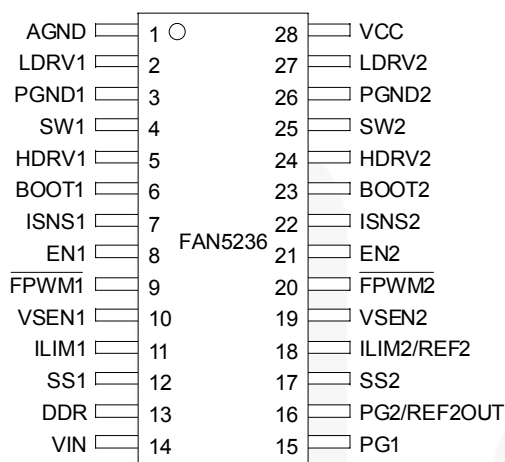 AGND 1 28 VCC
LDRV1 2 27 LDRV2
PGND1 3 26 PGND2
SW1 4 25 SW2
HDRV1 5 24 HDRV2
BOOT1 6 23 BOOT2
ISNS1 7 22 ISNS2
FAN5236
EN1 8 21 EN2
FPWM1 9 20 FPWM2
VSEN1 10 19 VSEN2
ILIM1 11 18 ILIM2/REF2
SS1 12 17 SS2
DDR 13 16 PG2/REF2OUT
VIN 14 15 PG1